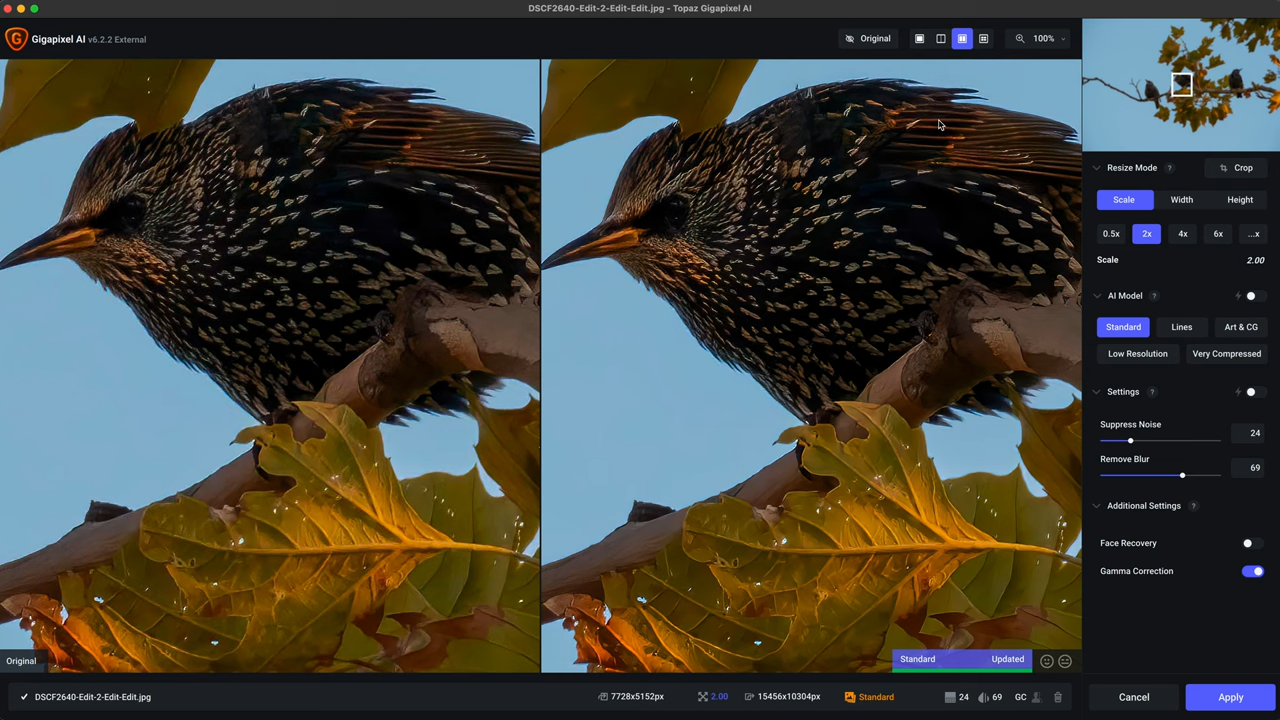 DSCF2640-Edit-2-Edit-Edit.jpg - Topaz Gigapixel AI
G Gigapixel AI v6.2.2 External
Original
100%
Resize Mode ? Crop
Scale Width Height
0.5x 2x 4x 6x ...x
Scale 2.00
AI Model ?
Standard Lines Art & CG
Low Resolution Very Compressed
Settings ?
Suppress Noise 24
Remove Blur 69
Additional Settings ?
Face Recovery
Gamma Correction
Original
Standard Updated
DSCF2640-Edit-2-Edit-Edit.jpg 7728x5152px 2.00 15456x10304px Standard 24 69 GC
Cancel Apply